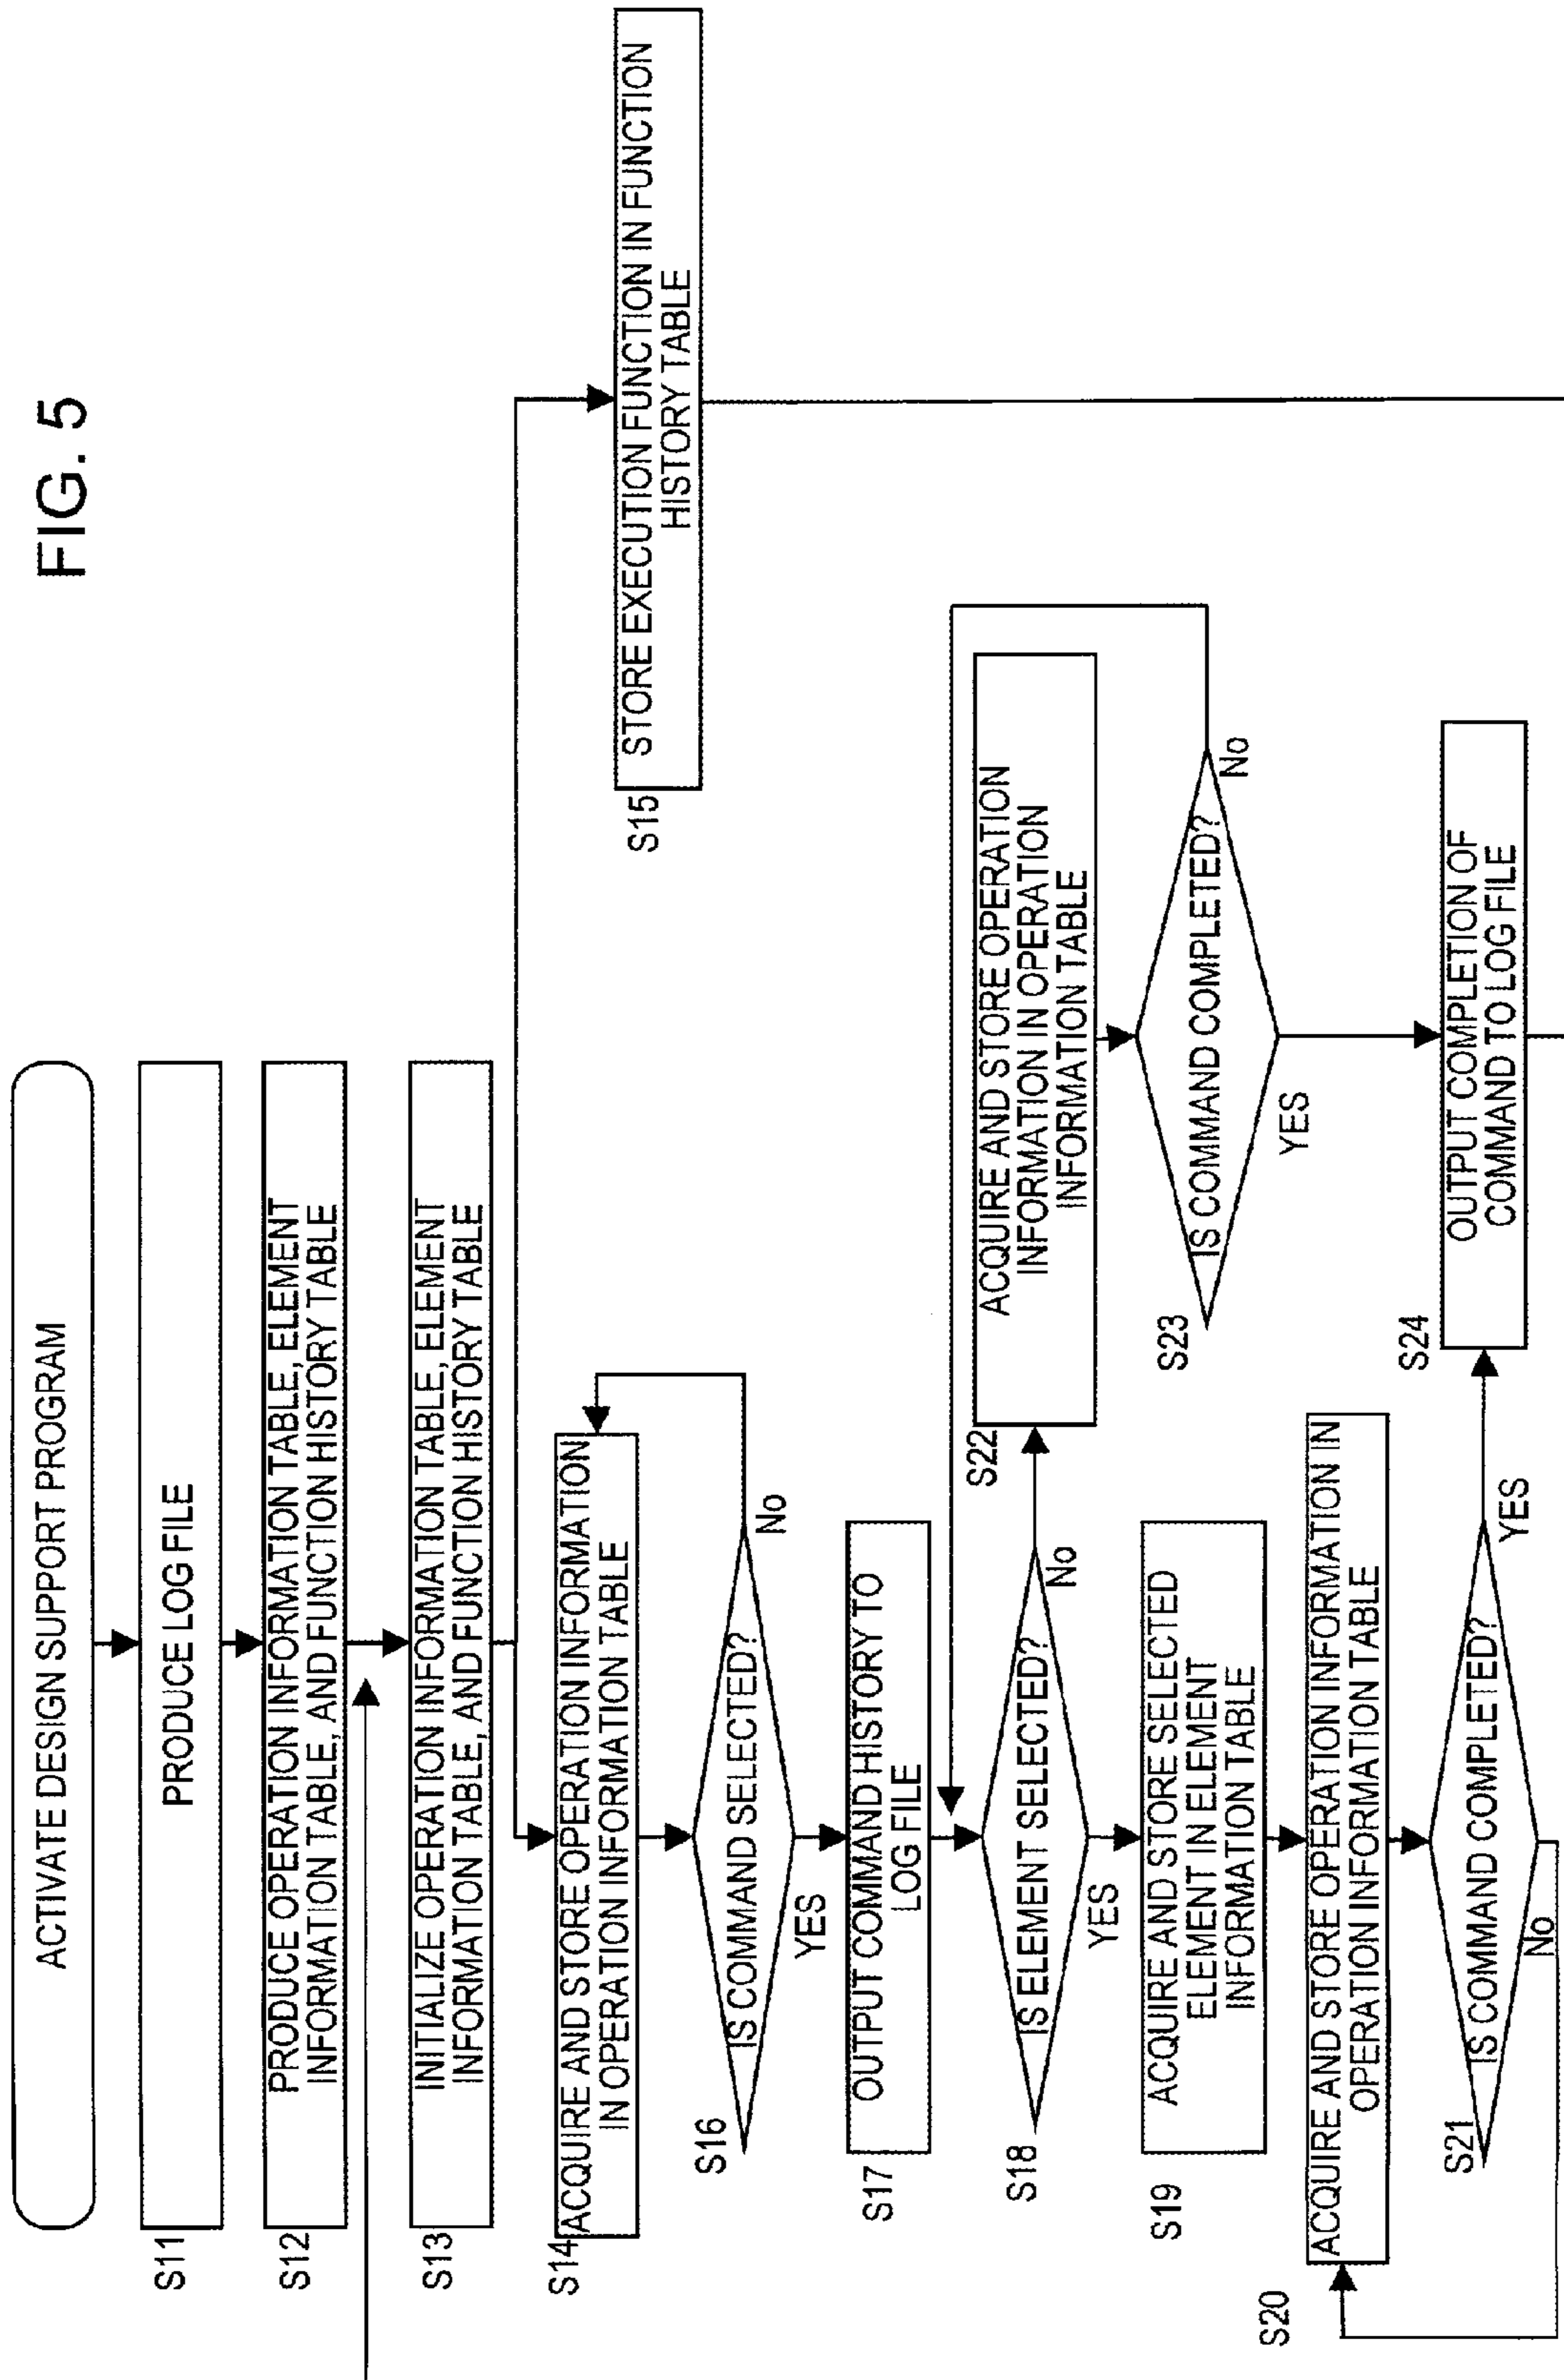 FIG. 5
ACTIVATE DESIGN SUPPORT PROGRAM
S11
PRODUCE LOG FILE
S12
PRODUCE OPERATION INFORMATION TABLE, ELEMENT
INFORMATION TABLE, AND FUNCTION HISTORY TABLE
S13
INITIALIZE OPERATION INFORMATION TABLE, ELEMENT
INFORMATION TABLE, AND FUNCTION HISTORY TABLE
S14
ACQUIRE AND STORE OPERATION INFORMATION
IN OPERATION INFORMATION TABLE
S15
STORE EXECUTION FUNCTION IN FUNCTION
HISTORY TABLE
S16
IS COMMAND SELECTED?
No
YES
S17
OUTPUT COMMAND HISTORY TO
LOG FILE
S18
IS ELEMENT SELECTED?
No
YES
S19
ACQUIRE AND STORE SELECTED
ELEMENT IN ELEMENT
INFORMATION TABLE
S20
ACQUIRE AND STORE OPERATION INFORMATION IN
OPERATION INFORMATION TABLE
S21
IS COMMAND COMPLETED?
No
YES
S22
ACQUIRE AND STORE OPERATION
INFORMATION IN OPERATION
INFORMATION TABLE
S23
IS COMMAND COMPLETED?
No
YES
S24
OUTPUT COMPLETION OF
COMMAND TO LOG FILE